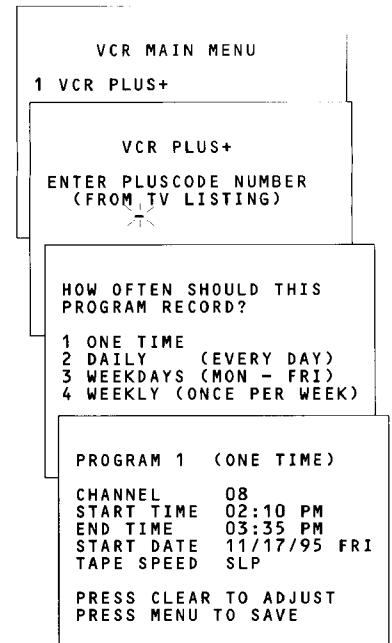 VCR MAIN MENU
1 VCR PLUS+
VCR PLUS+
ENTER PLUSCODE NUMBER
(FROM TV LISTING)
HOW OFTEN SHOULD THIS
PROGRAM RECORD?
1 ONE TIME
2 DAILY (EVERY DAY)
3 WEEKDAYS (MON - FRI)
4 WEEKLY (ONCE PER WEEK)
PROGRAM 1 (ONE TIME)
CHANNEL 08
START TIME 02:10 PM
END TIME 03:35 PM
START DATE 11/17/95 FRI
TAPE SPEED SLP
PRESS CLEAR TO ADJUST
PRESS MENU TO SAVE